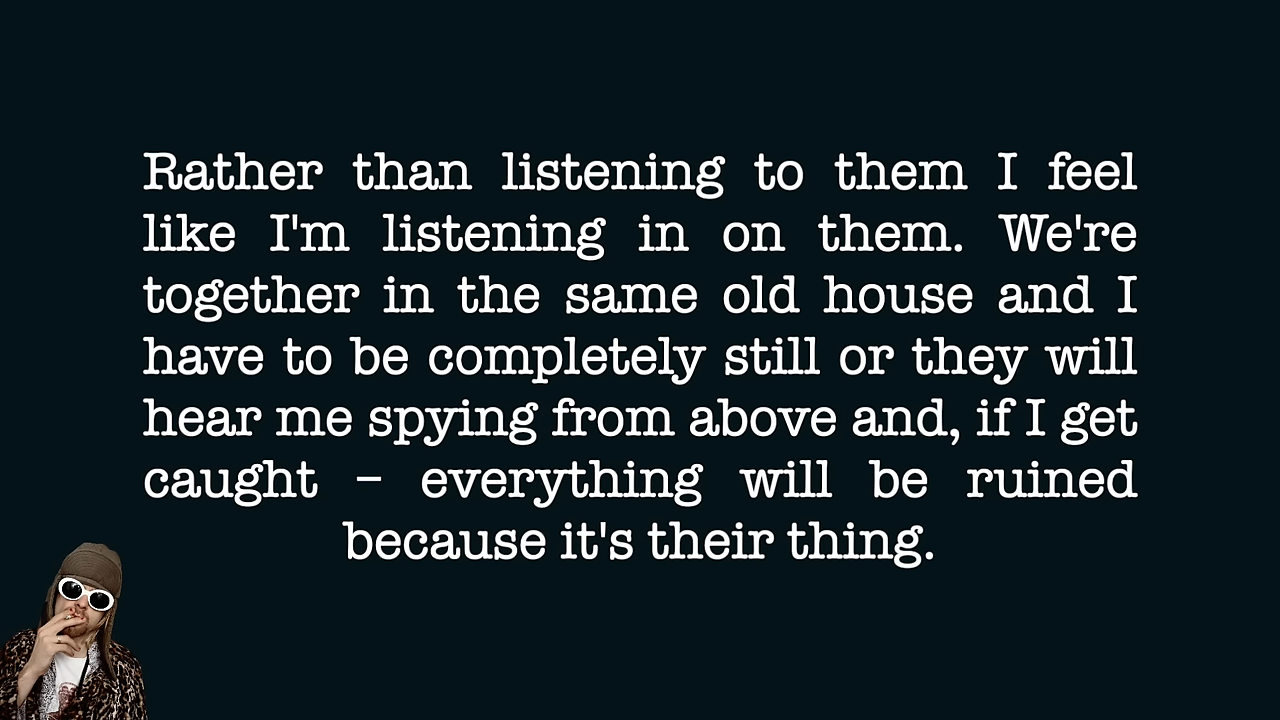 Rather than listening to them I feel
like I'm listening in on them. We're
together in the same old house and I
have to be completely still or they will
hear me spying from above and, if I get
caught – everything will be ruined
because it's their thing.